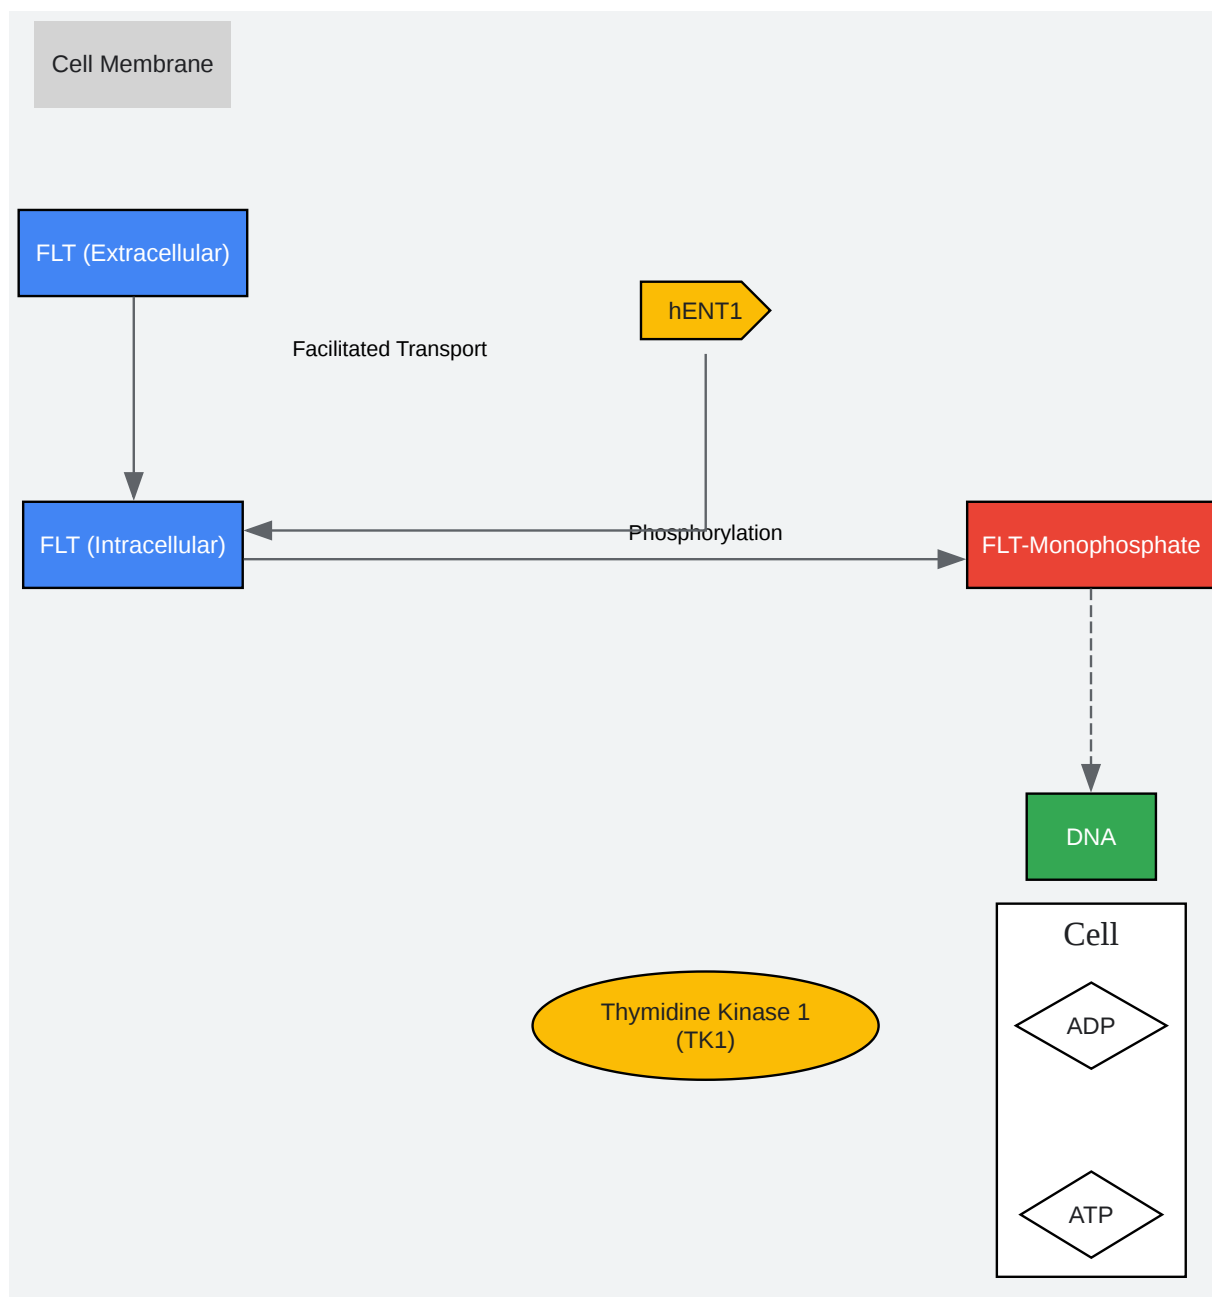 Cell Membrane
FLT (Extracellular)
hENT1
Facilitated Transport
Phosphorylation
FLT (Intracellular)
FLT-Monophosphate
DNA
Cell
Thymidine Kinase 1
(TK1)
ADP
ATP